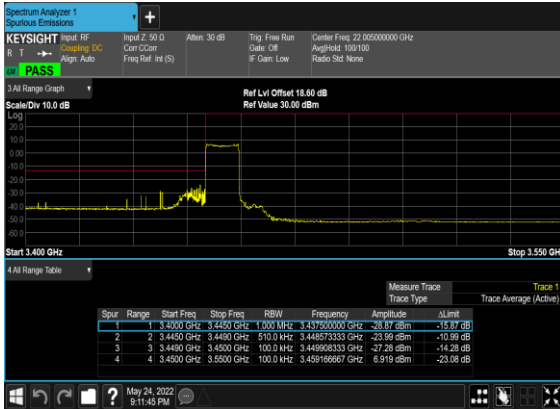 Spectrum Analyzer 1
Spurious Emissions
KEYSIGHT Input: RF Input Z: 50 Ω Atten: 30 dB Trig: Free Run Center Freq: 22.005000000 GHz
R T Coupling: DC Corr CCorr Gate: Off Avg|Hold: 100/100
Align: Auto Freq Ref: Int (S) IF Gain: Low Radio Std: None
PASS
3 All Range Graph
Ref Lvl Offset 18.60 dB
Scale/Div 10.0 dB Ref Value 30.00 dBm
Log
20.0
10.0
0.00
-10.0
-20.0
-30.0
-40.0
-50.0
-60.0
Start 3.400 GHz Stop 3.550 GH
4 All Range Table
Measure Trace Trace 1
Trace Type Trace Average (Active)
Spur Range Start Freq Stop Freq RBW Frequency Amplitude ΔLimit
1 1 3.4000 GHz 3.4450 GHz 1.000 MHz 3.437500000 GHz -28.87 dBm -15.87 dB
2 2 3.4450 GHz 3.4490 GHz 510.0 kHz 3.448573333 GHz -23.99 dBm -10.99 dB
3 3 3.4490 GHz 3.4500 GHz 100.0 kHz 3.449908333 GHz -27.28 dBm -14.28 dB
4 4 3.4500 GHz 3.5500 GHz 100.0 kHz 3.459166667 GHz 6.919 dBm -23.08 dB
May 24, 2022
9:11:45 PM